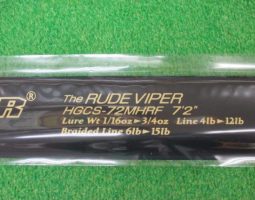 R®
The RUDE VIPER
HGCS-72MHRF 7'2"
Lure Wt 1/16oz►3/4oz Line 4lb►12lb
Braided Line 6lb►15lb